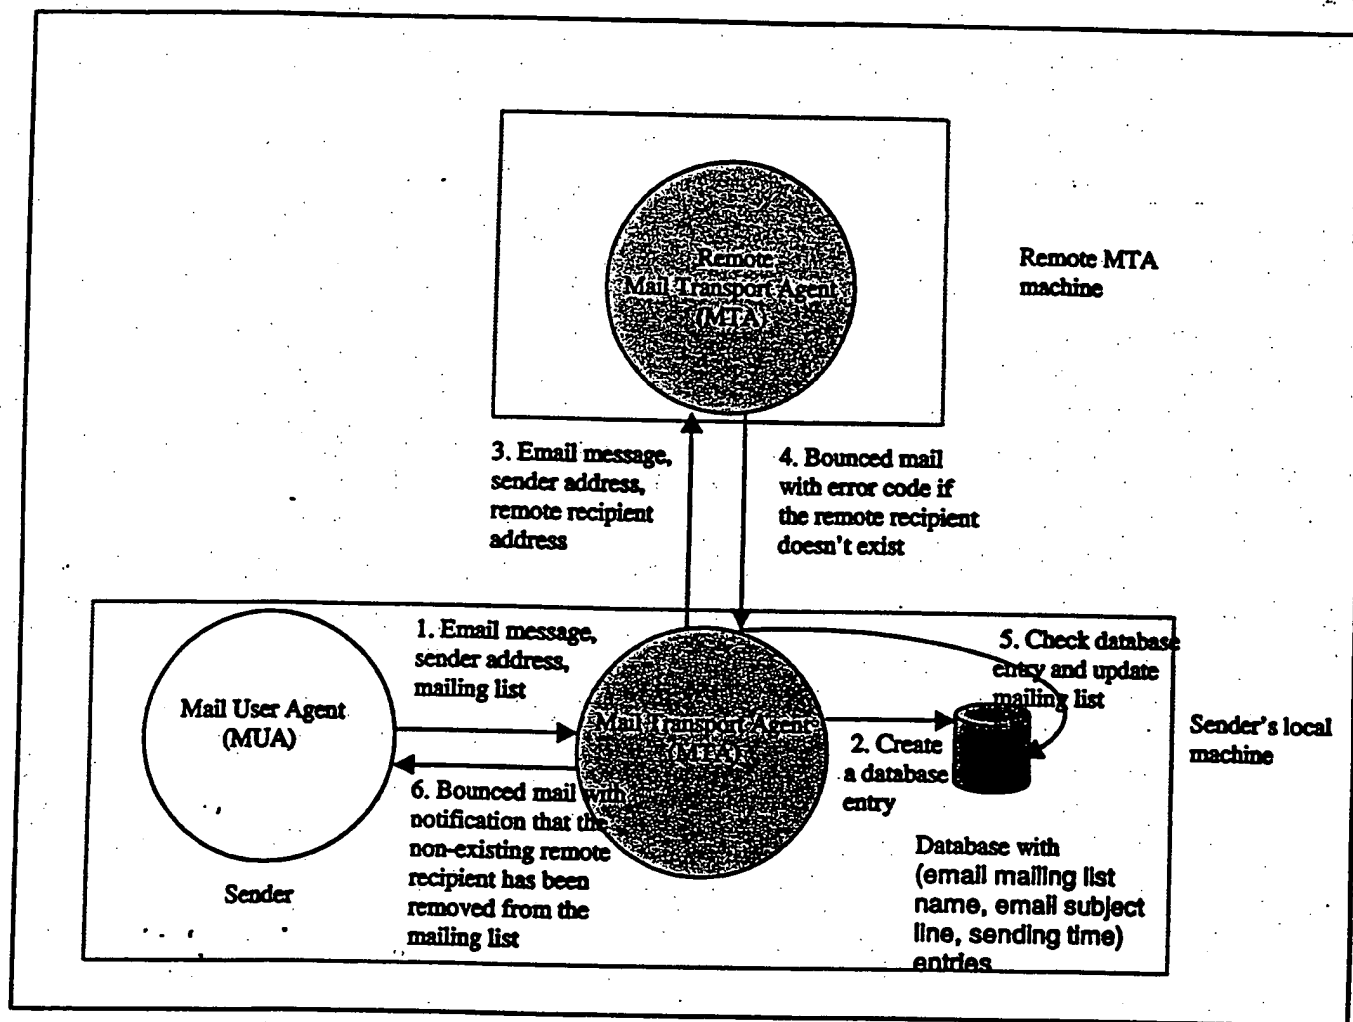 Remote
Mail Transport Agent
(MTA)
Remote MTA
machine
3. Email message,
sender address,
remote recipient
address
4. Bounced mail
with error code if
the remote recipient
doesn't exist
1. Email message,
sender address,
mailing list
5. Check database
entry and update
mailing list
Mail User Agent
(MUA)
Mail Transport Agent
(MTA)
2. Create
a database
entry
Sender's local
machine
6. Bounced mail with
notification that the
non-existing remote
recipient has been
removed from the
mailing list
Sender
Database with
(email mailing list
name, email subject
line, sending time)
entries